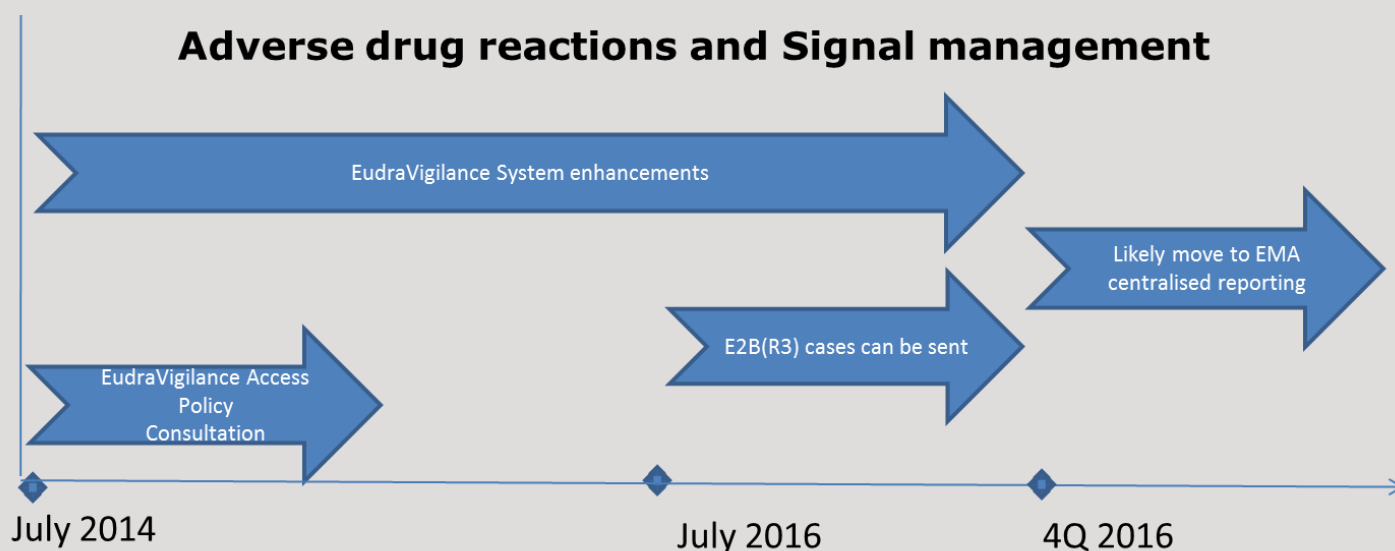 Adverse drug reactions and Signal management
EudraVigilance System enhancements
Likely move to EMA
centralised reporting
E2B(R3) cases can be sent
EudraVigilance Access
Policy
Consultation
July 2014
July 2016
4Q 2016